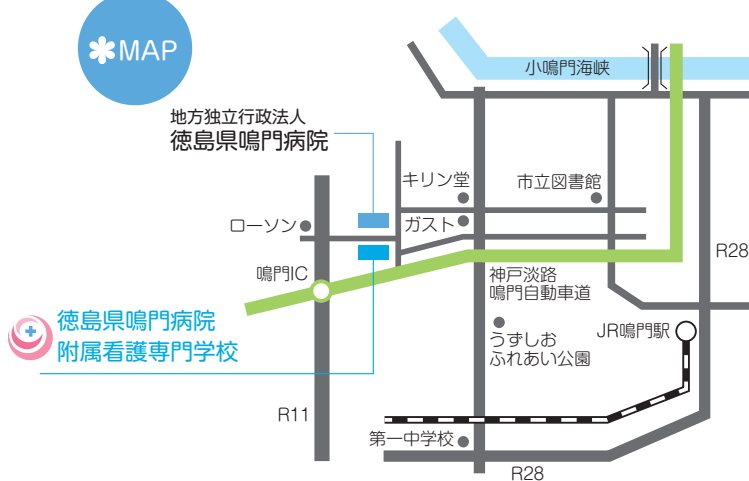 MAP
小鳴門海峡
地方独立行政法人
徳島県鳴門病院
キリン堂
市立図書館
ローソン
ガスト
R28
鳴門IC
神戸淡路
鳴門自動車道
徳島県鳴門病院
附属看護専門学校
うずしお
ふれあい公園
JR鳴門駅
R11
第一中学校
R28